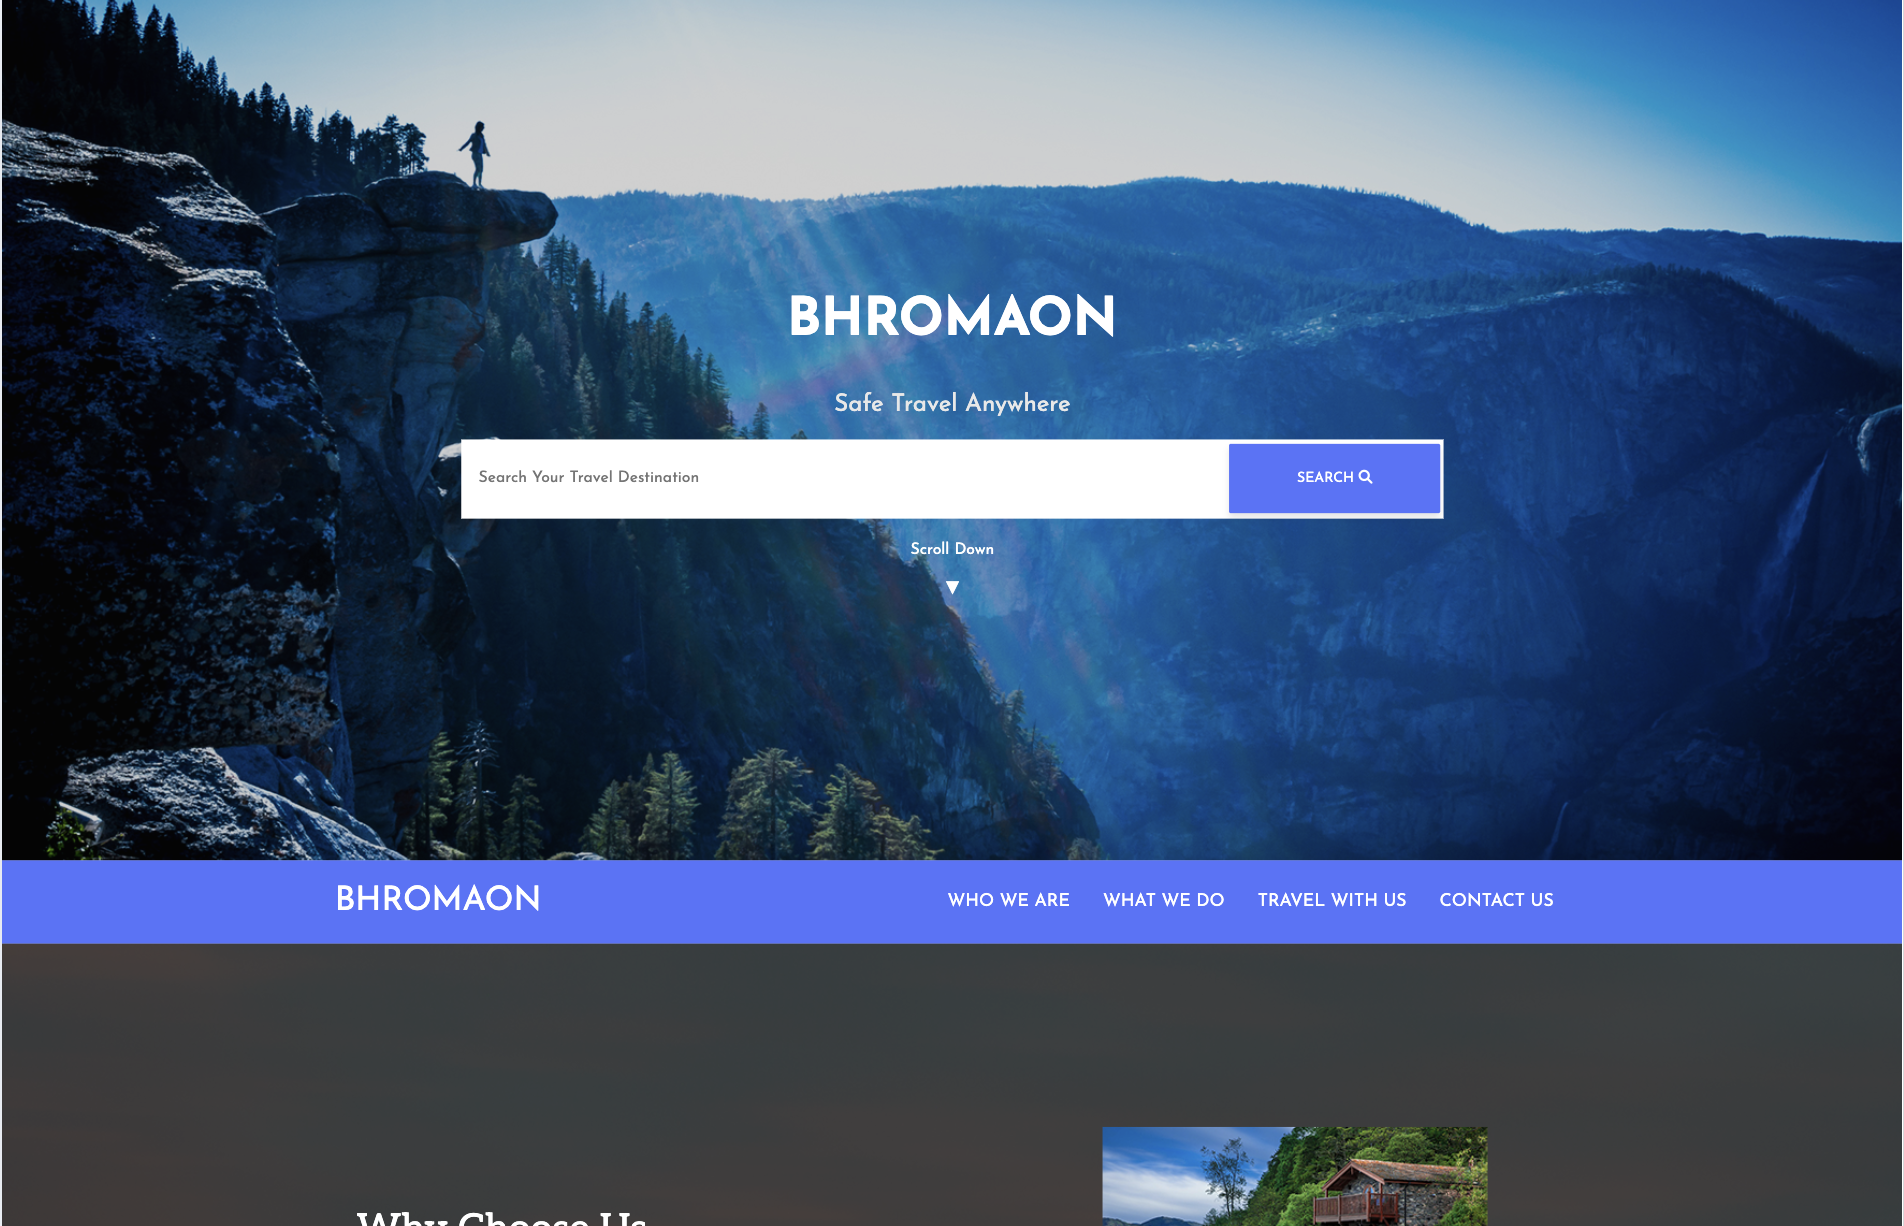 BHROMAON
Safe Travel Anywhere
Search Your Travel Destination
SEARCH
Scroll Down
BHROMAON
WHO WE ARE
WHAT WE DO
TRAVEL WITH US
CONTACT US
Why Choose Us